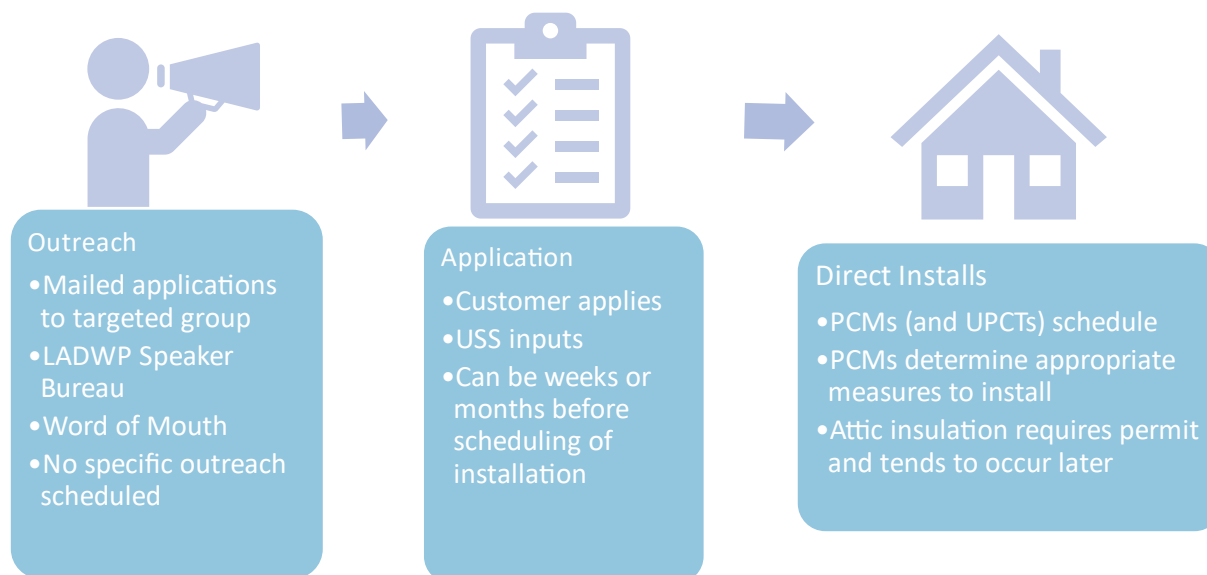 Outreach
•Mailed applications
to targeted group
•LADWP Speaker
Bureau
•Word of Mouth
•No specific outreach
scheduled
Application
•Customer applies
•USS inputs
•Can be weeks or
months before
scheduling of
installation
Direct Installs
•PCMs (and UPCTs) schedule
•PCMs determine appropriate
measures to install
•Attic insulation requires permit
and tends to occur later